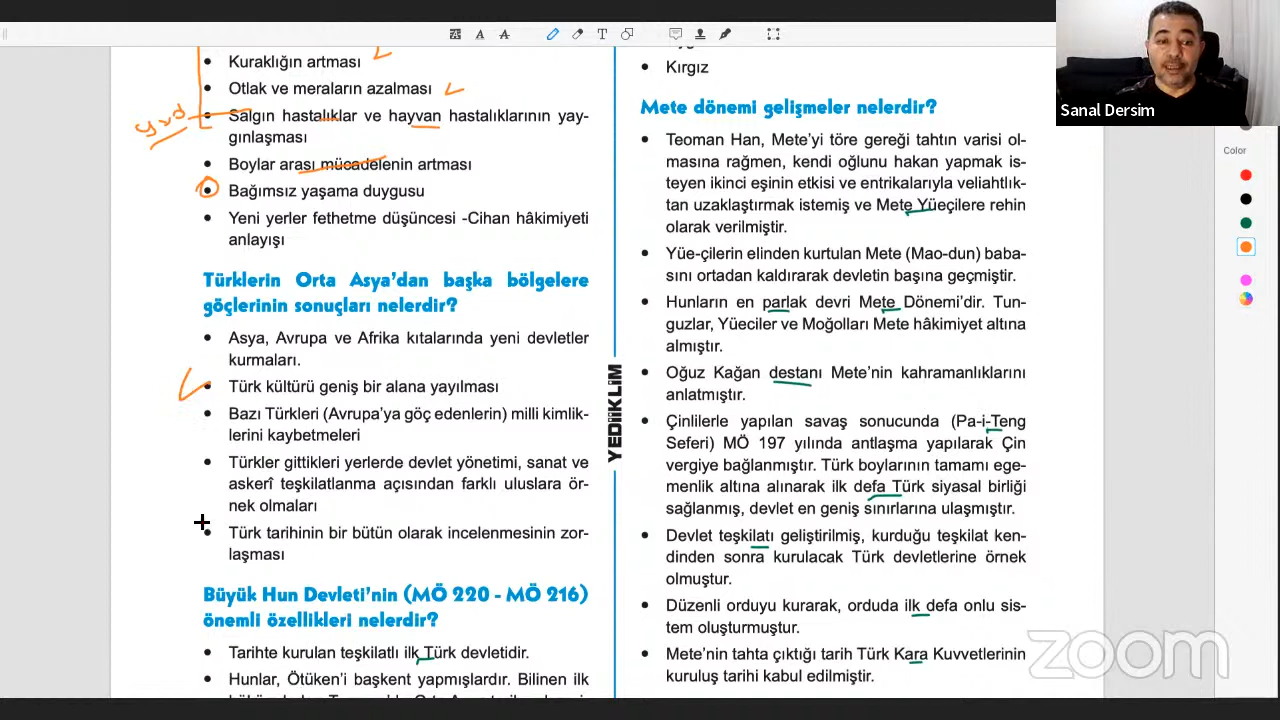 Kuraklığın artması
Otlak ve meraların azalması
Salgın hastalıklar ve hayvan hastalıklarının yay-
gınlaşması
Boylar arası mücadelenin artması
Bağımsız yaşama duygusu
Yeni yerler fethetme düşüncesi -Cihan hâkimiyeti
anlayışı
Türklerin Orta Asya'dan başka bölgelere
göçlerinin sonuçları nelerdir?
Asya, Avrupa ve Afrika kıtalarında yeni devletler
kurmaları.
Türk kültürü geniş bir alana yayılması
Bazı Türkleri (Avrupa'ya göç edenlerin) milli kimlik-
lerini kaybetmeleri
Türkler gittikleri yerlerde devlet yönetimi, sanat ve
askerî teşkilatlanma açısından farklı uluslara ör-
nek olmaları
Türk tarihinin bir bütün olarak incelenmesinin zor-
laşması
Büyük Hun Devleti'nin (MÖ 220 - MÖ 216)
önemli özellikleri nelerdir?
Tarihte kurulan teşkilatlı ilk Türk devletidir.
Hunlar, Ötüken'i başkent yapmışlardır. Bilinen ilk
YEDİİKLİM
Kırgız
Mete dönemi gelişmeler nelerdir?
Teoman Han, Mete'yi töre gereği tahtın varisi ol-
masına rağmen, kendi oğlunu hakan yapmak is-
teyen ikinci eşinin etkisi ve entrikalarıyla veliahtlık-
tan uzaklaştırmak istemiş ve Mete Yüeçilere rehin
olarak verilmiştir.
Yüe-çilerin elinden kurtulan Mete (Mao-dun) baba-
sını ortadan kaldırarak devletin başına geçmiştir.
Hunların en parlak devri Mete Dönemi'dir. Tun-
guzlar, Yüeciler ve Moğolları Mete hâkimiyet altına
almıştır.
Oğuz Kağan destanı Mete'nin kahramanlıklarını
anlatmıştır.
Çinlilerle yapılan savaş sonucunda (Pa-i-Teng
Seferi) MÖ 197 yılında antlaşma yapılarak Çin
vergiye bağlanmıştır. Türk boylarının tamamı ege-
menlik altına alınarak ilk defa Türk siyasal birliği
sağlanmış, devlet en geniş sınırlarına ulaşmıştır.
Devlet teşkilatı geliştirilmiş, kurduğu teşkilat ken-
dinden sonra kurulacak Türk devletlerine örnek
olmuştur.
Düzenli orduyu kurarak, orduda ilk defa onlu sis-
tem oluşturmuştur.
Mete'nin tahta çıktığı tarih Türk Kara Kuvvetlerinin
kuruluş tarihi kabul edilmiştir.
Sanal Dersim
Color
zoom